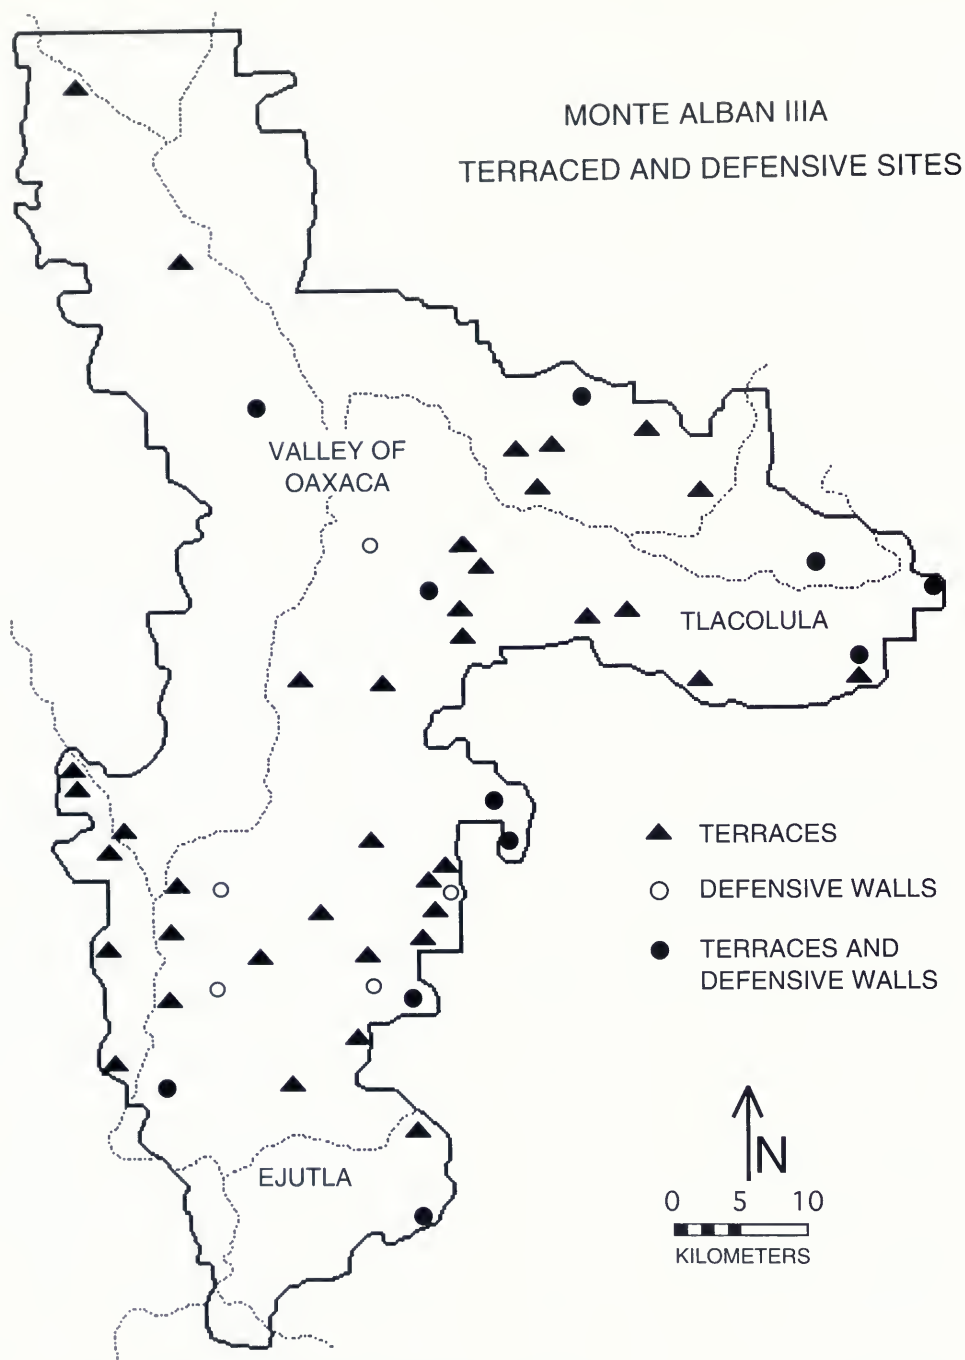 MONTE ALBAN IIIA
TERRACED AND DEFENSIVE SITES
VALLEY OF
OAXACA
TLACOLULA
TERRACES
DEFENSIVE WALLS
TERRACES AND
DEFENSIVE WALLS
N
0 5 10
KILOMETERS
EJUTLA